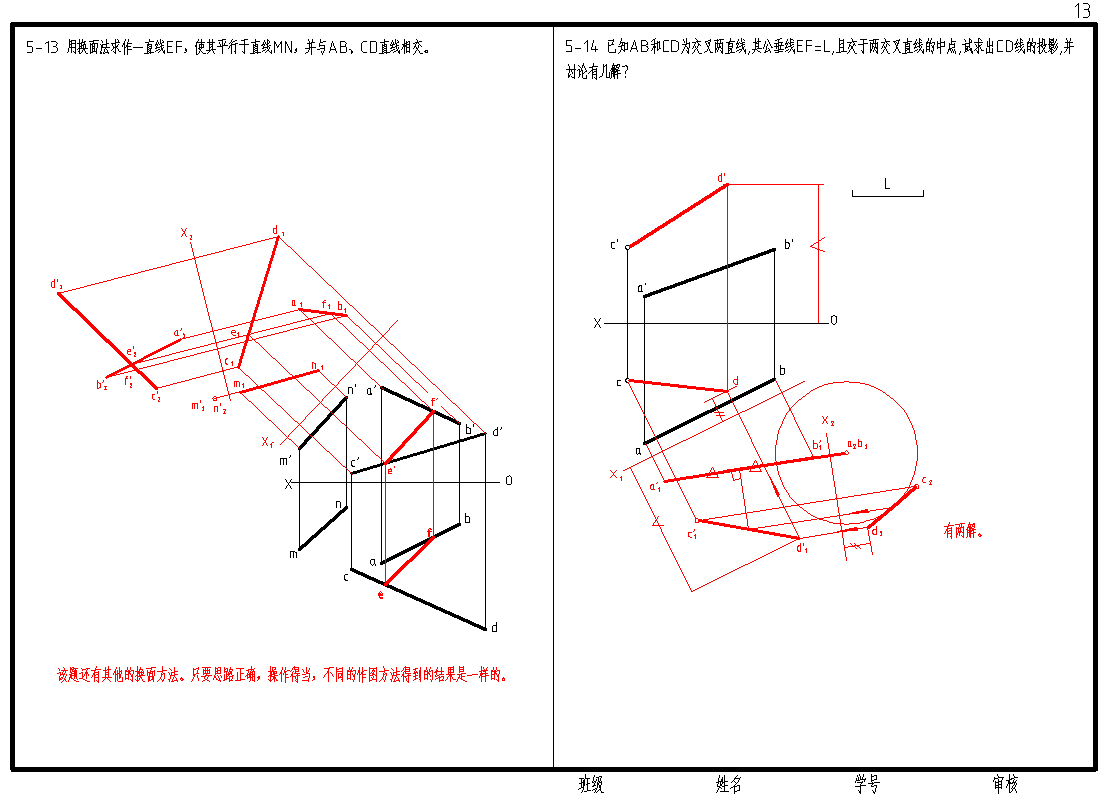 13
5-13 用换面法求作一直线EF，使其平行于直线MN，并与AB、CD直线相交。
X₂
d₁
d'₂
a₁
f₁
b₁
a'₂
e₁
e'₂
c₁
b'₂
f'₂
c₂
m₁
n₁
m'₁
n'₂
X₁
n'
a'
f'
b'
d'
m'
c'
e'
X
O
n
b
f
m
a
c
e
d
该题还有其他的换面方法。只要思路正确，操作得当，不同的作图方法得到的结果是一样的。
5-14 已知AB和CD为交叉两直线,其公垂线EF=L,且交于两交叉直线的中点,试求出CD线的投影,并
讨论有几解？
d'
L
c'
b'
a'
X
O
c
d
b
a
X₂
X₁
b'₁
a₂b₁
a'₁
c₂
c'₁
d₁
d'₁
有两解。
班级
姓名
学号
审核